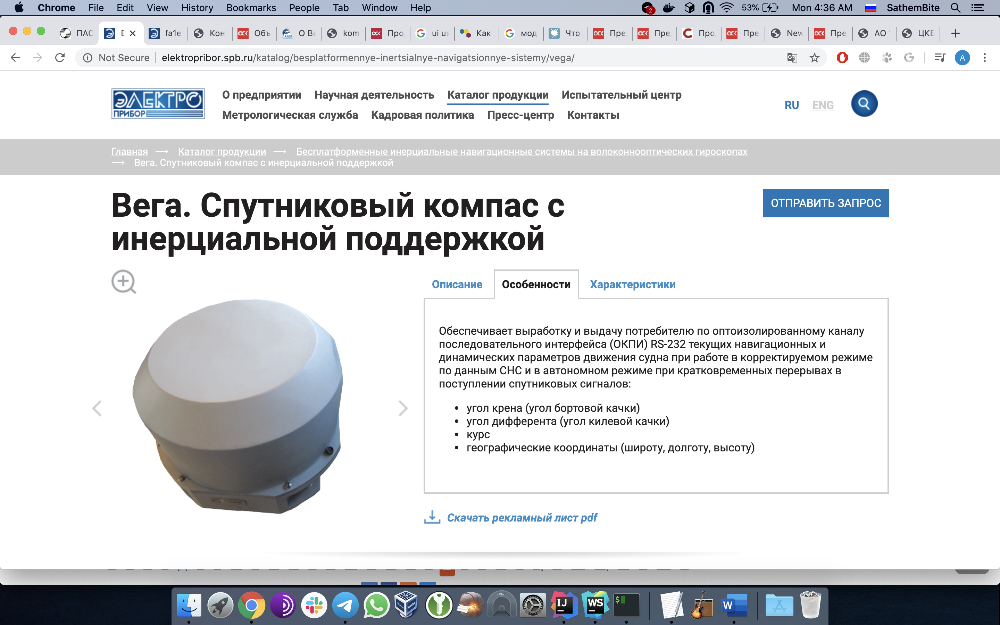 Chrome File Edit View History Bookmarks People Tab Window Help 2 53% Mon 4:36 AM SathemBite
ПАО fa1e Кон Объ О Вы kom Про ui ux Как мод Что Пре Пре Про Пре New Пре АО ЦКБ
Not Secure elektropribor.spb.ru/katalog/besplatformennye-inertsialnye-navigatsionnye-sistemy/vega/ A
ЭЛЕКТРО
ПРИБОР
О предприятии Научная деятельность Каталог продукции Испытательный центр
Метрологическая служба Кадровая политика Пресс-центр Контакты
RU ENG
Главная → Каталог продукции → Бесплатформенные инерциальные навигационные системы на волоконнооптических гироскопах
→ Вега. Спутниковый компас с инерциальной поддержкой
Вега. Спутниковый компас с
инерциальной поддержкой
ОТПРАВИТЬ ЗАПРОС
Описание Особенности Характеристики
Обеспечивает выработку и выдачу потребителю по оптоизолированному каналу
последовательного интерфейса (ОКПИ) RS-232 текущих навигационных и
динамических параметров движения судна при работе в корректируемом режиме
по данным СНС и в автономном режиме при кратковременных перерывах в
поступлении спутниковых сигналов:
• угол крена (угол бортовой качки)
• угол дифферента (угол килевой качки)
• курс
• географические координаты (широту, долготу, высоту)
Скачать рекламный лист pdf
VPN IJ WS $ W